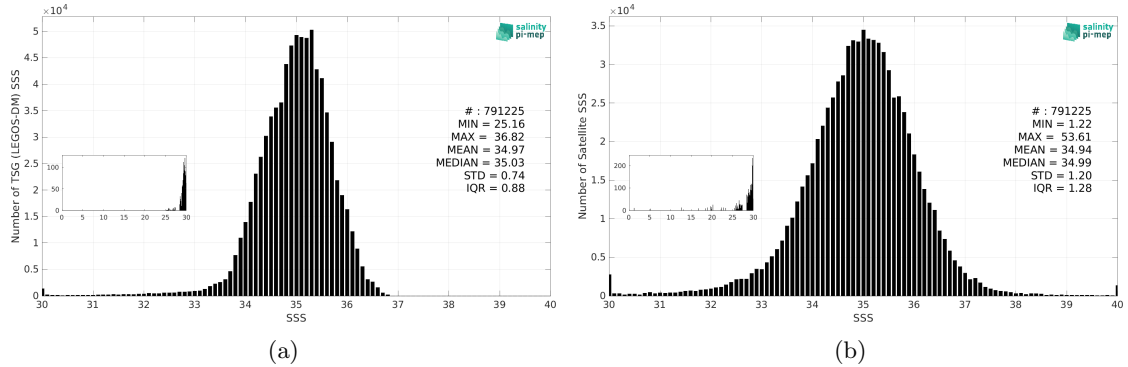 ×10⁴
5
4.5
4
3.5
3
2.5
2
1.5
1
0.5
0
Number of TSG (LEGOS-DM) SSS
30 31 32 33 34 35 36 37 38 39 40
SSS
salinity
pi-mep
# : 791225
MIN = 25.16
MAX = 36.82
MEAN = 34.97
MEDIAN = 35.03
STD = 0.74
IQR = 0.88
100
50
0
0 5 10 15 20 25 30
(a)
×10⁴
3.5
3
2.5
2
1.5
1
0.5
0
Number of Satellite SSS
30 31 32 33 34 35 36 37 38 39 40
SSS
salinity
pi-mep
# : 791225
MIN = 1.22
MAX = 53.61
MEAN = 34.94
MEDIAN = 34.99
STD = 1.20
IQR = 1.28
200
100
0
0 5 10 15 20 25 30
(b)